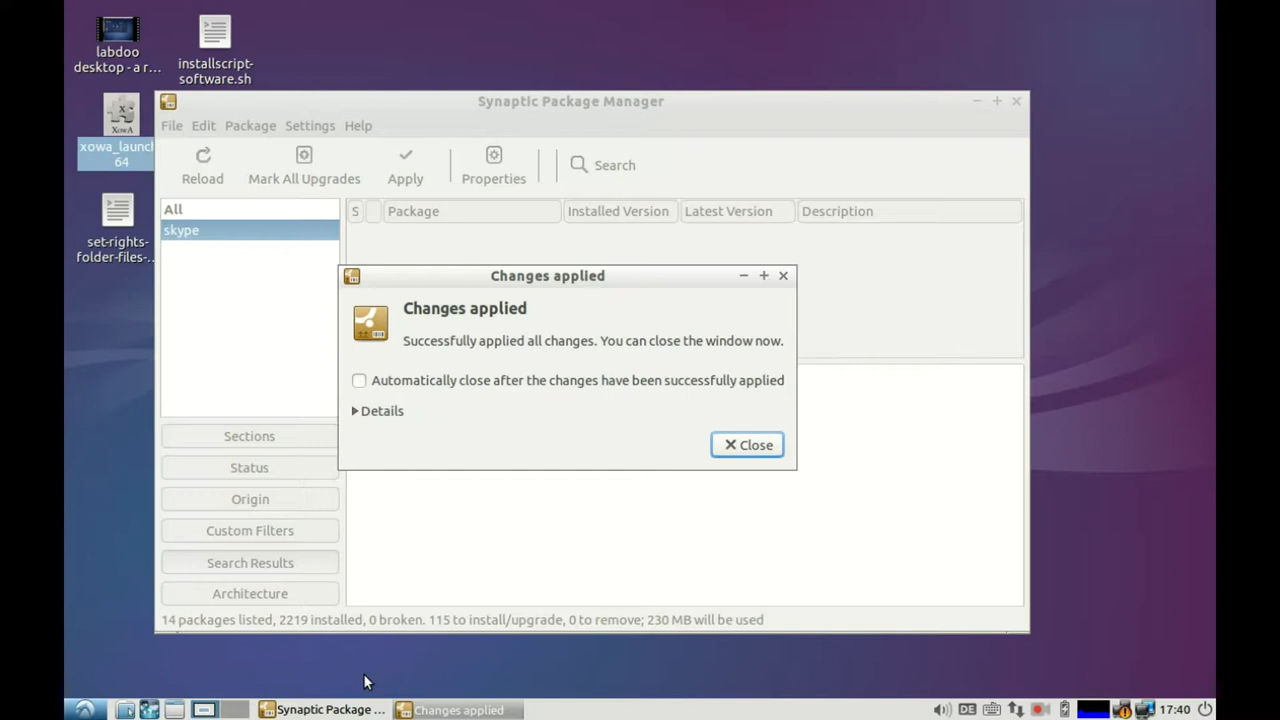 labdoo
desktop - a r...
installscript-
software.sh
XOWA
xowa_launch
64
set-rights-
folder-files-...
Synaptic Package Manager
File Edit Package Settings Help
Reload Mark All Upgrades Apply Properties Search
All
skype
S Package Installed Version Latest Version Description
Changes applied
Changes applied
Successfully applied all changes. You can close the window now.
Automatically close after the changes have been successfully applied
Details
Close
Sections
Status
Origin
Custom Filters
Search Results
Architecture
14 packages listed, 2219 installed, 0 broken. 115 to install/upgrade, 0 to remove; 230 MB will be used
Synaptic Package ... Changes applied DE 17:40